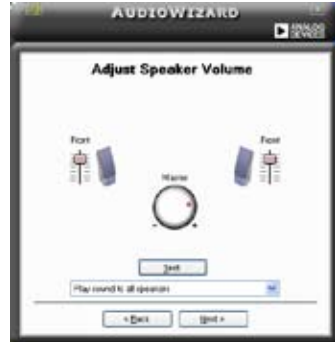 AUDIOWIZARD
ANALOG
DEVICES
Adjust Speaker Volume
Front Front
Master
- +
Test
Play sound to all speakers
< Back Next >